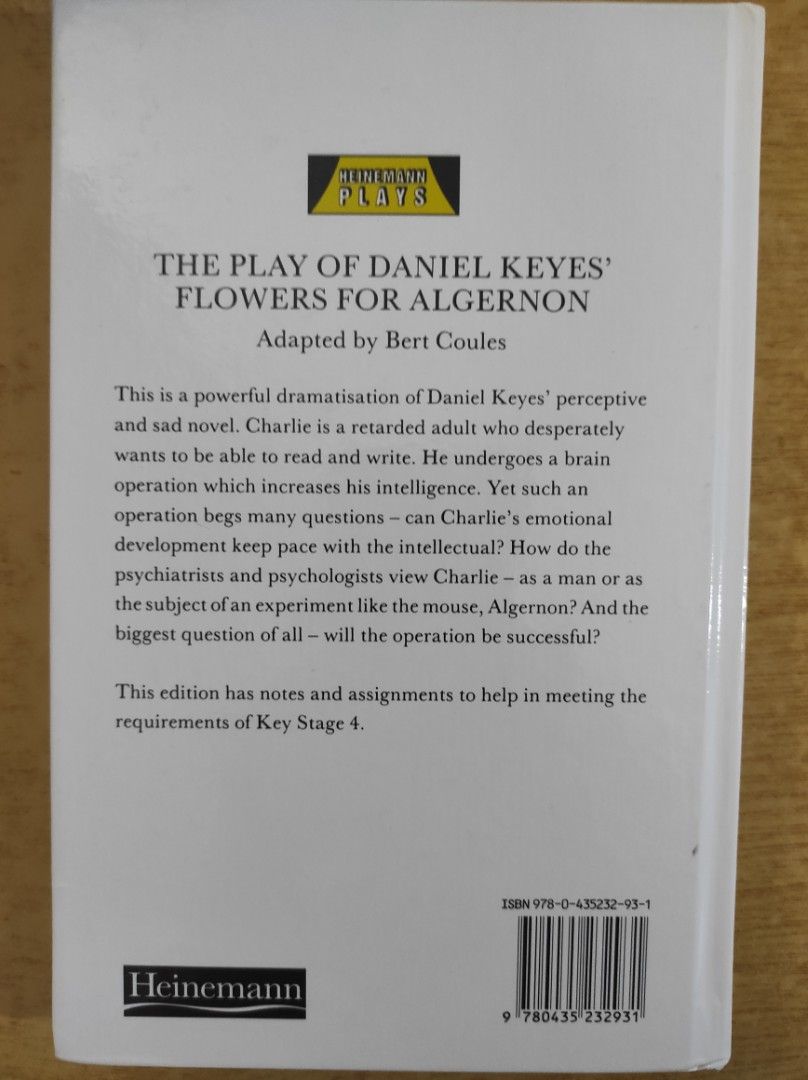 HEINEMANN
PLAYS
THE PLAY OF DANIEL KEYES'
FLOWERS FOR ALGERNON
Adapted by Bert Coules
This is a powerful dramatisation of Daniel Keyes' perceptive
and sad novel. Charlie is a retarded adult who desperately
wants to be able to read and write. He undergoes a brain
operation which increases his intelligence. Yet such an
operation begs many questions – can Charlie's emotional
development keep pace with the intellectual? How do the
psychiatrists and psychologists view Charlie – as a man or as
the subject of an experiment like the mouse, Algernon? And the
biggest question of all – will the operation be successful?
This edition has notes and assignments to help in meeting the
requirements of Key Stage 4.
ISBN 978-0-435232-93-1
9 780435 232931
Heinemann